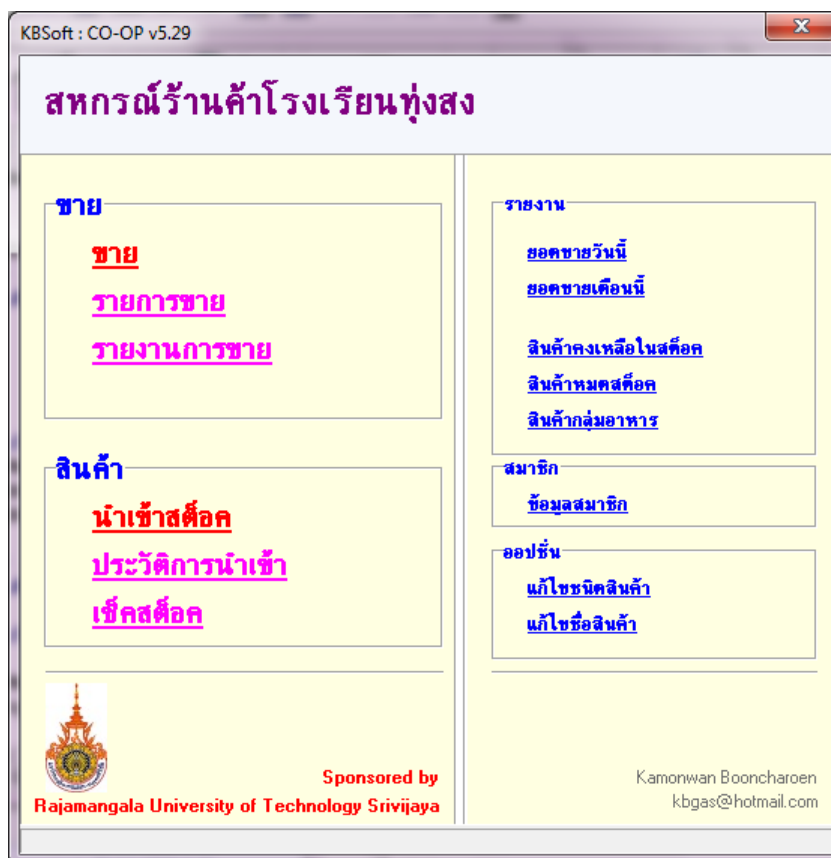 KBSoft : CO-OP v5.29
สหกรณ์ร้านค้าโรงเรียนทุ่งสง
ขาย
ขาย
รายการขาย
รายงานการขาย
สินค้า
นำเข้าสต็อค
ประวัติการนำเข้า
เช็คสต็อค
Sponsored by
Rajamangala University of Technology Srivijaya
รายงาน
ยอดขายวันนี้
ยอดขายเดือนนี้
สินค้าคงเหลือในสต็อค
สินค้าหมดสต็อค
สินค้ากลุ่มอาหาร
สมาชิก
ข้อมูลสมาชิก
ออปชั่น
แก้ไขชนิดสินค้า
แก้ไขชื่อสินค้า
Kamonwan Booncharoen
kbgas@hotmail.com